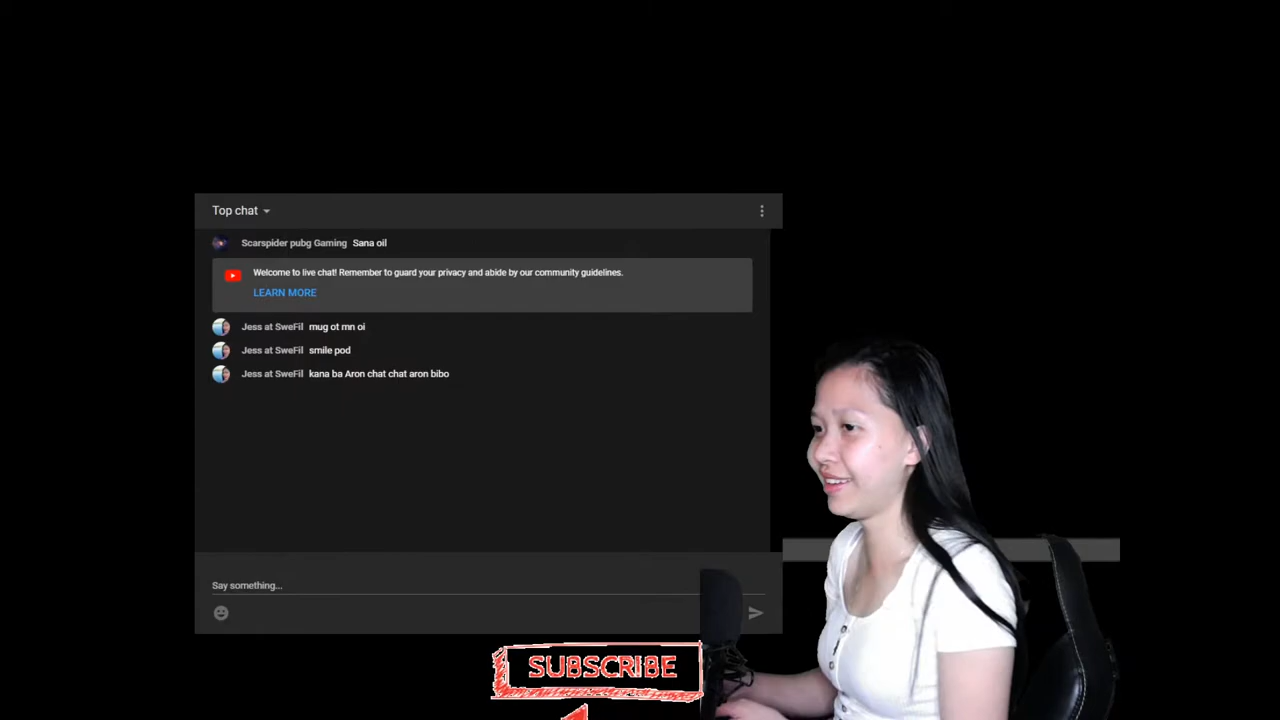 Top chat
Scarspider pubg Gaming Sana oil
Welcome to live chat! Remember to guard your privacy and abide by our community guidelines.
LEARN MORE
Jess at SweFil mug ot mn oi
Jess at SweFil smile pod
Jess at SweFil kana ba Aron chat chat aron bibo
Say something...
SUBSCRIBE